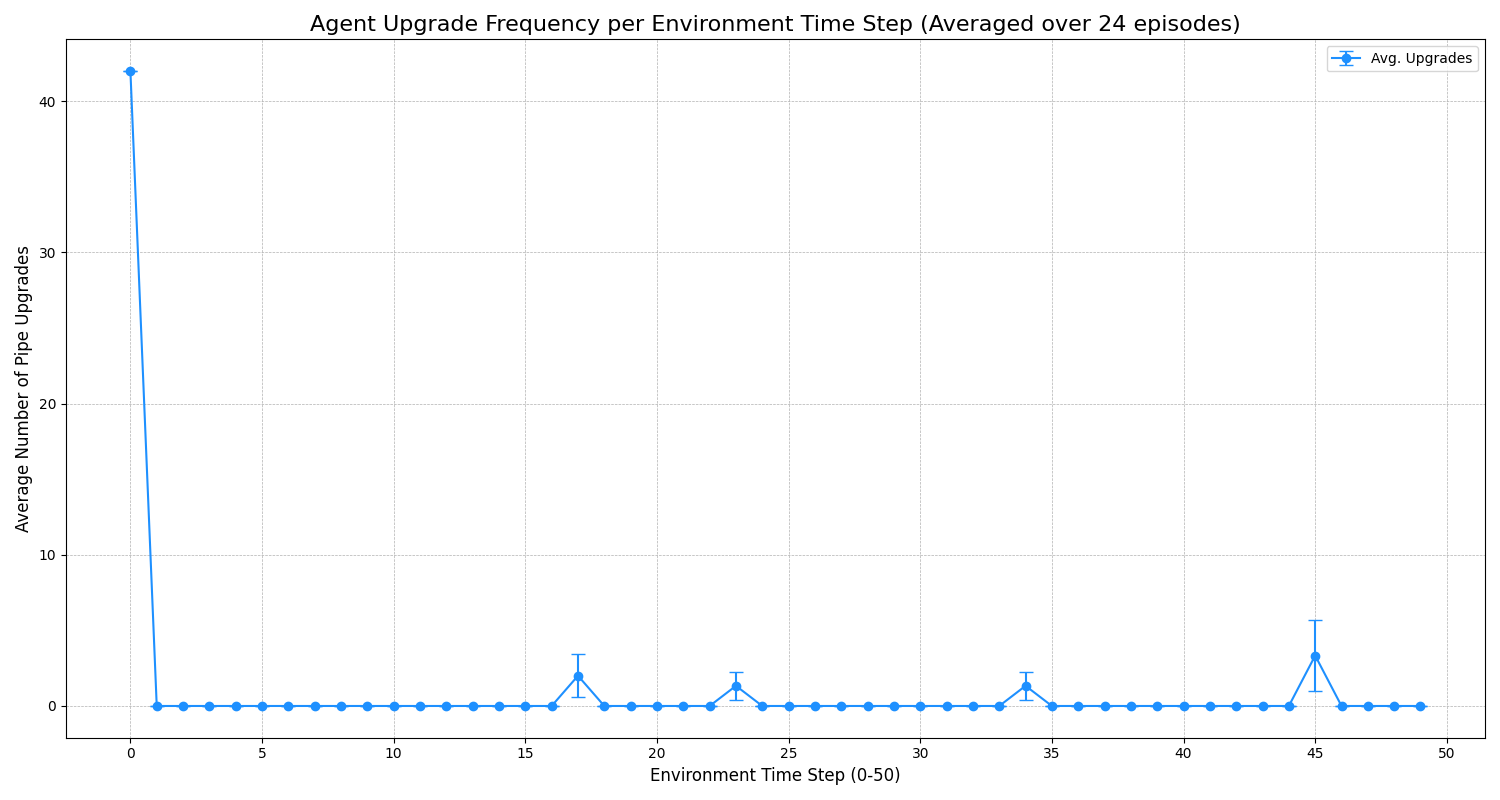 Agent Upgrade Frequency per Environment Time Step (Averaged over 24 episodes)
Avg. Upgrades
Average Number of Pipe Upgrades
40
30
20
10
0
0 5 10 15 20 25 30 35 40 45 50
Environment Time Step (0-50)